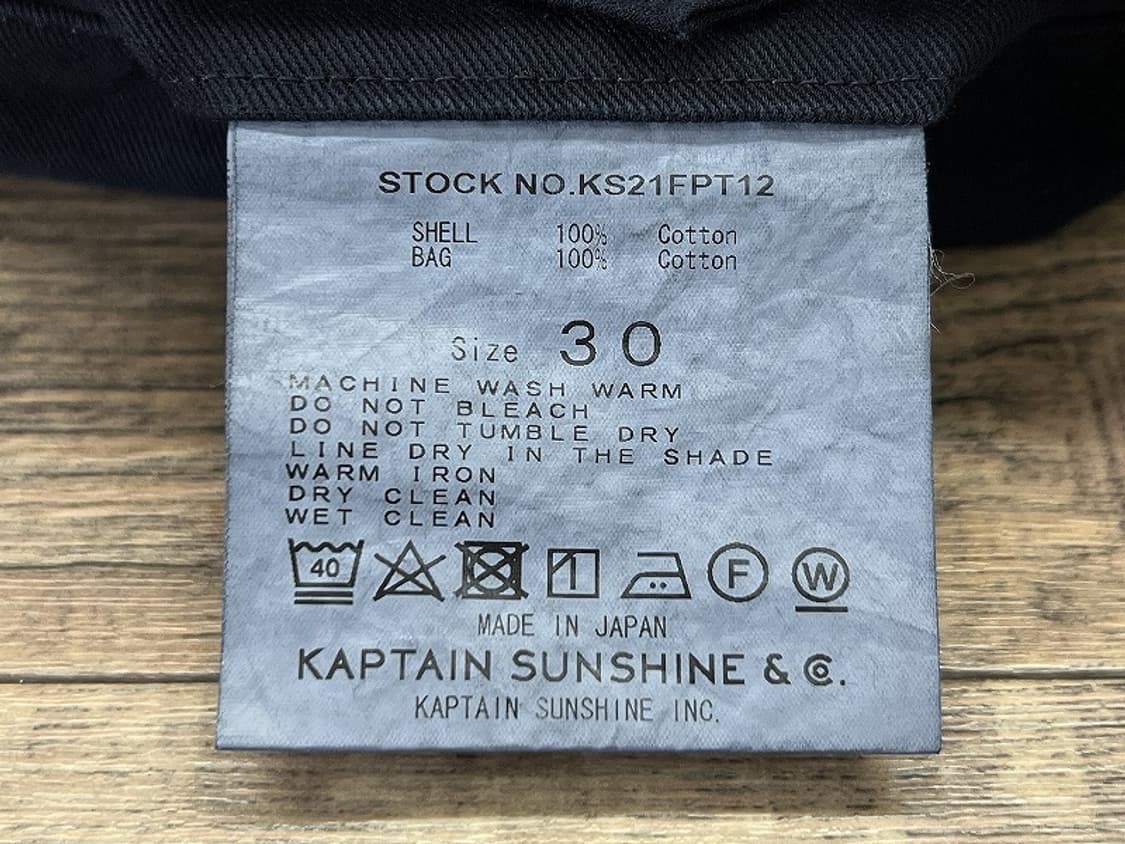 STOCK NO.KS21FPT12
SHELL 100% Cotton
BAG 100% Cotton
Size 30
MACHINE WASH WARM
DO NOT BLEACH
DO NOT TUMBLE DRY
LINE DRY IN THE SHADE
WARM IRON
DRY CLEAN
WET CLEAN
40 F W
MADE IN JAPAN
KAPTAIN SUNSHINE & Co.
KAPTAIN SUNSHINE INC.